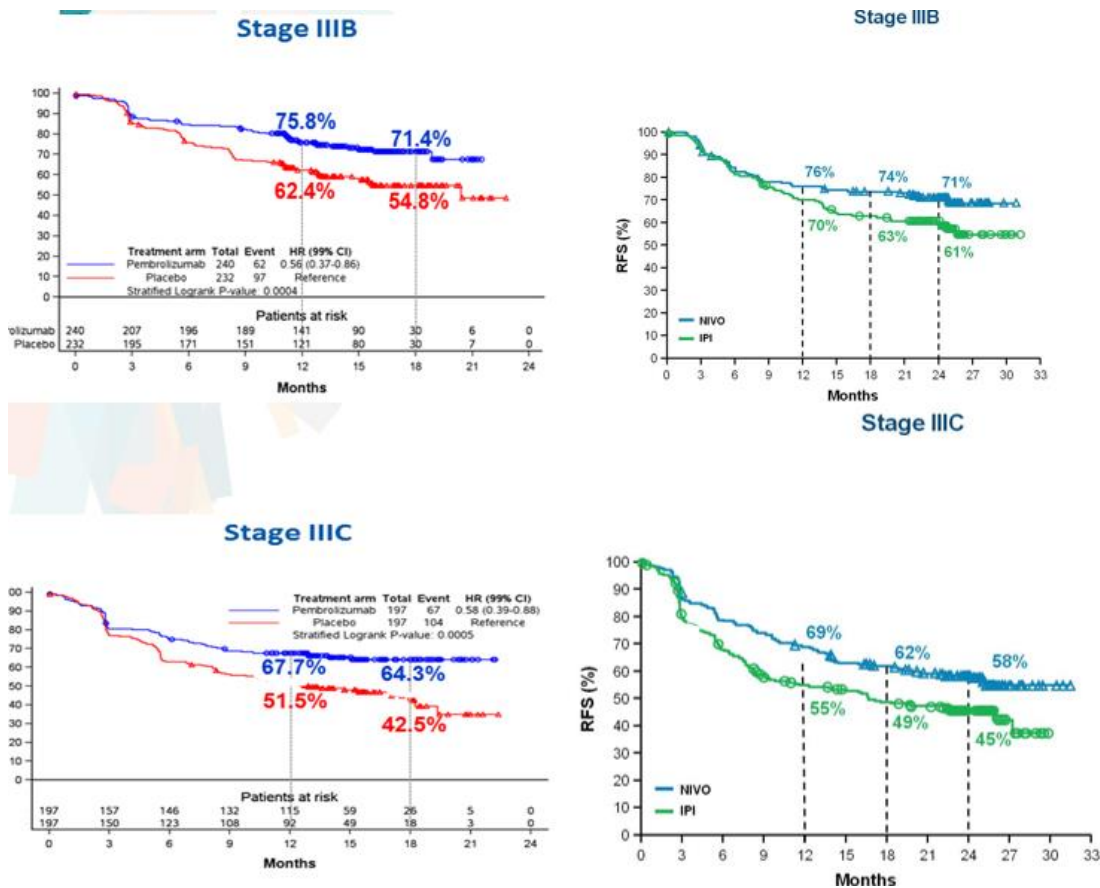 Stage IIIB
100
90
80
70
60
50
40
30
20
10
0
75.8%
71.4%
62.4%
54.8%
Treatment arm Total Event HR (99% CI)
Pembrolizumab 240 62 0.56 (0.37-0.86)
Placebo 232 97 Reference
Stratified Logrank P-value: 0.0004
Patients at risk
rolizumab 240 207 196 189 141 90 30 6 0
Placebo 232 195 171 151 121 80 30 7 0
0 3 6 9 12 15 18 21 24
Months
Stage IIIB
100
90
80
70
60
50
40
30
20
10
0
RFS (%)
76% 74% 71%
70% 63% 61%
NIVO
IPI
0 3 6 9 12 15 18 21 24 27 30 33
Months
Stage IIIC
00
90
80
70
60
50
40
30
20
10
0
Treatment arm Total Event HR (99% CI)
Pembrolizumab 197 67 0.58 (0.39-0.88)
Placebo 197 104 Reference
Stratified Logrank P-value: 0.0005
67.7%
64.3%
51.5%
42.5%
Patients at risk
197 157 146 132 115 59 26 5 0
197 150 123 108 92 49 18 3 0
0 3 6 9 12 15 18 21 24
Months
Stage IIIC
100
90
80
70
60
50
40
30
20
10
0
RFS (%)
69% 62% 58%
55% 49% 45%
NIVO
IPI
0 3 6 9 12 15 18 21 24 27 30 33
Months